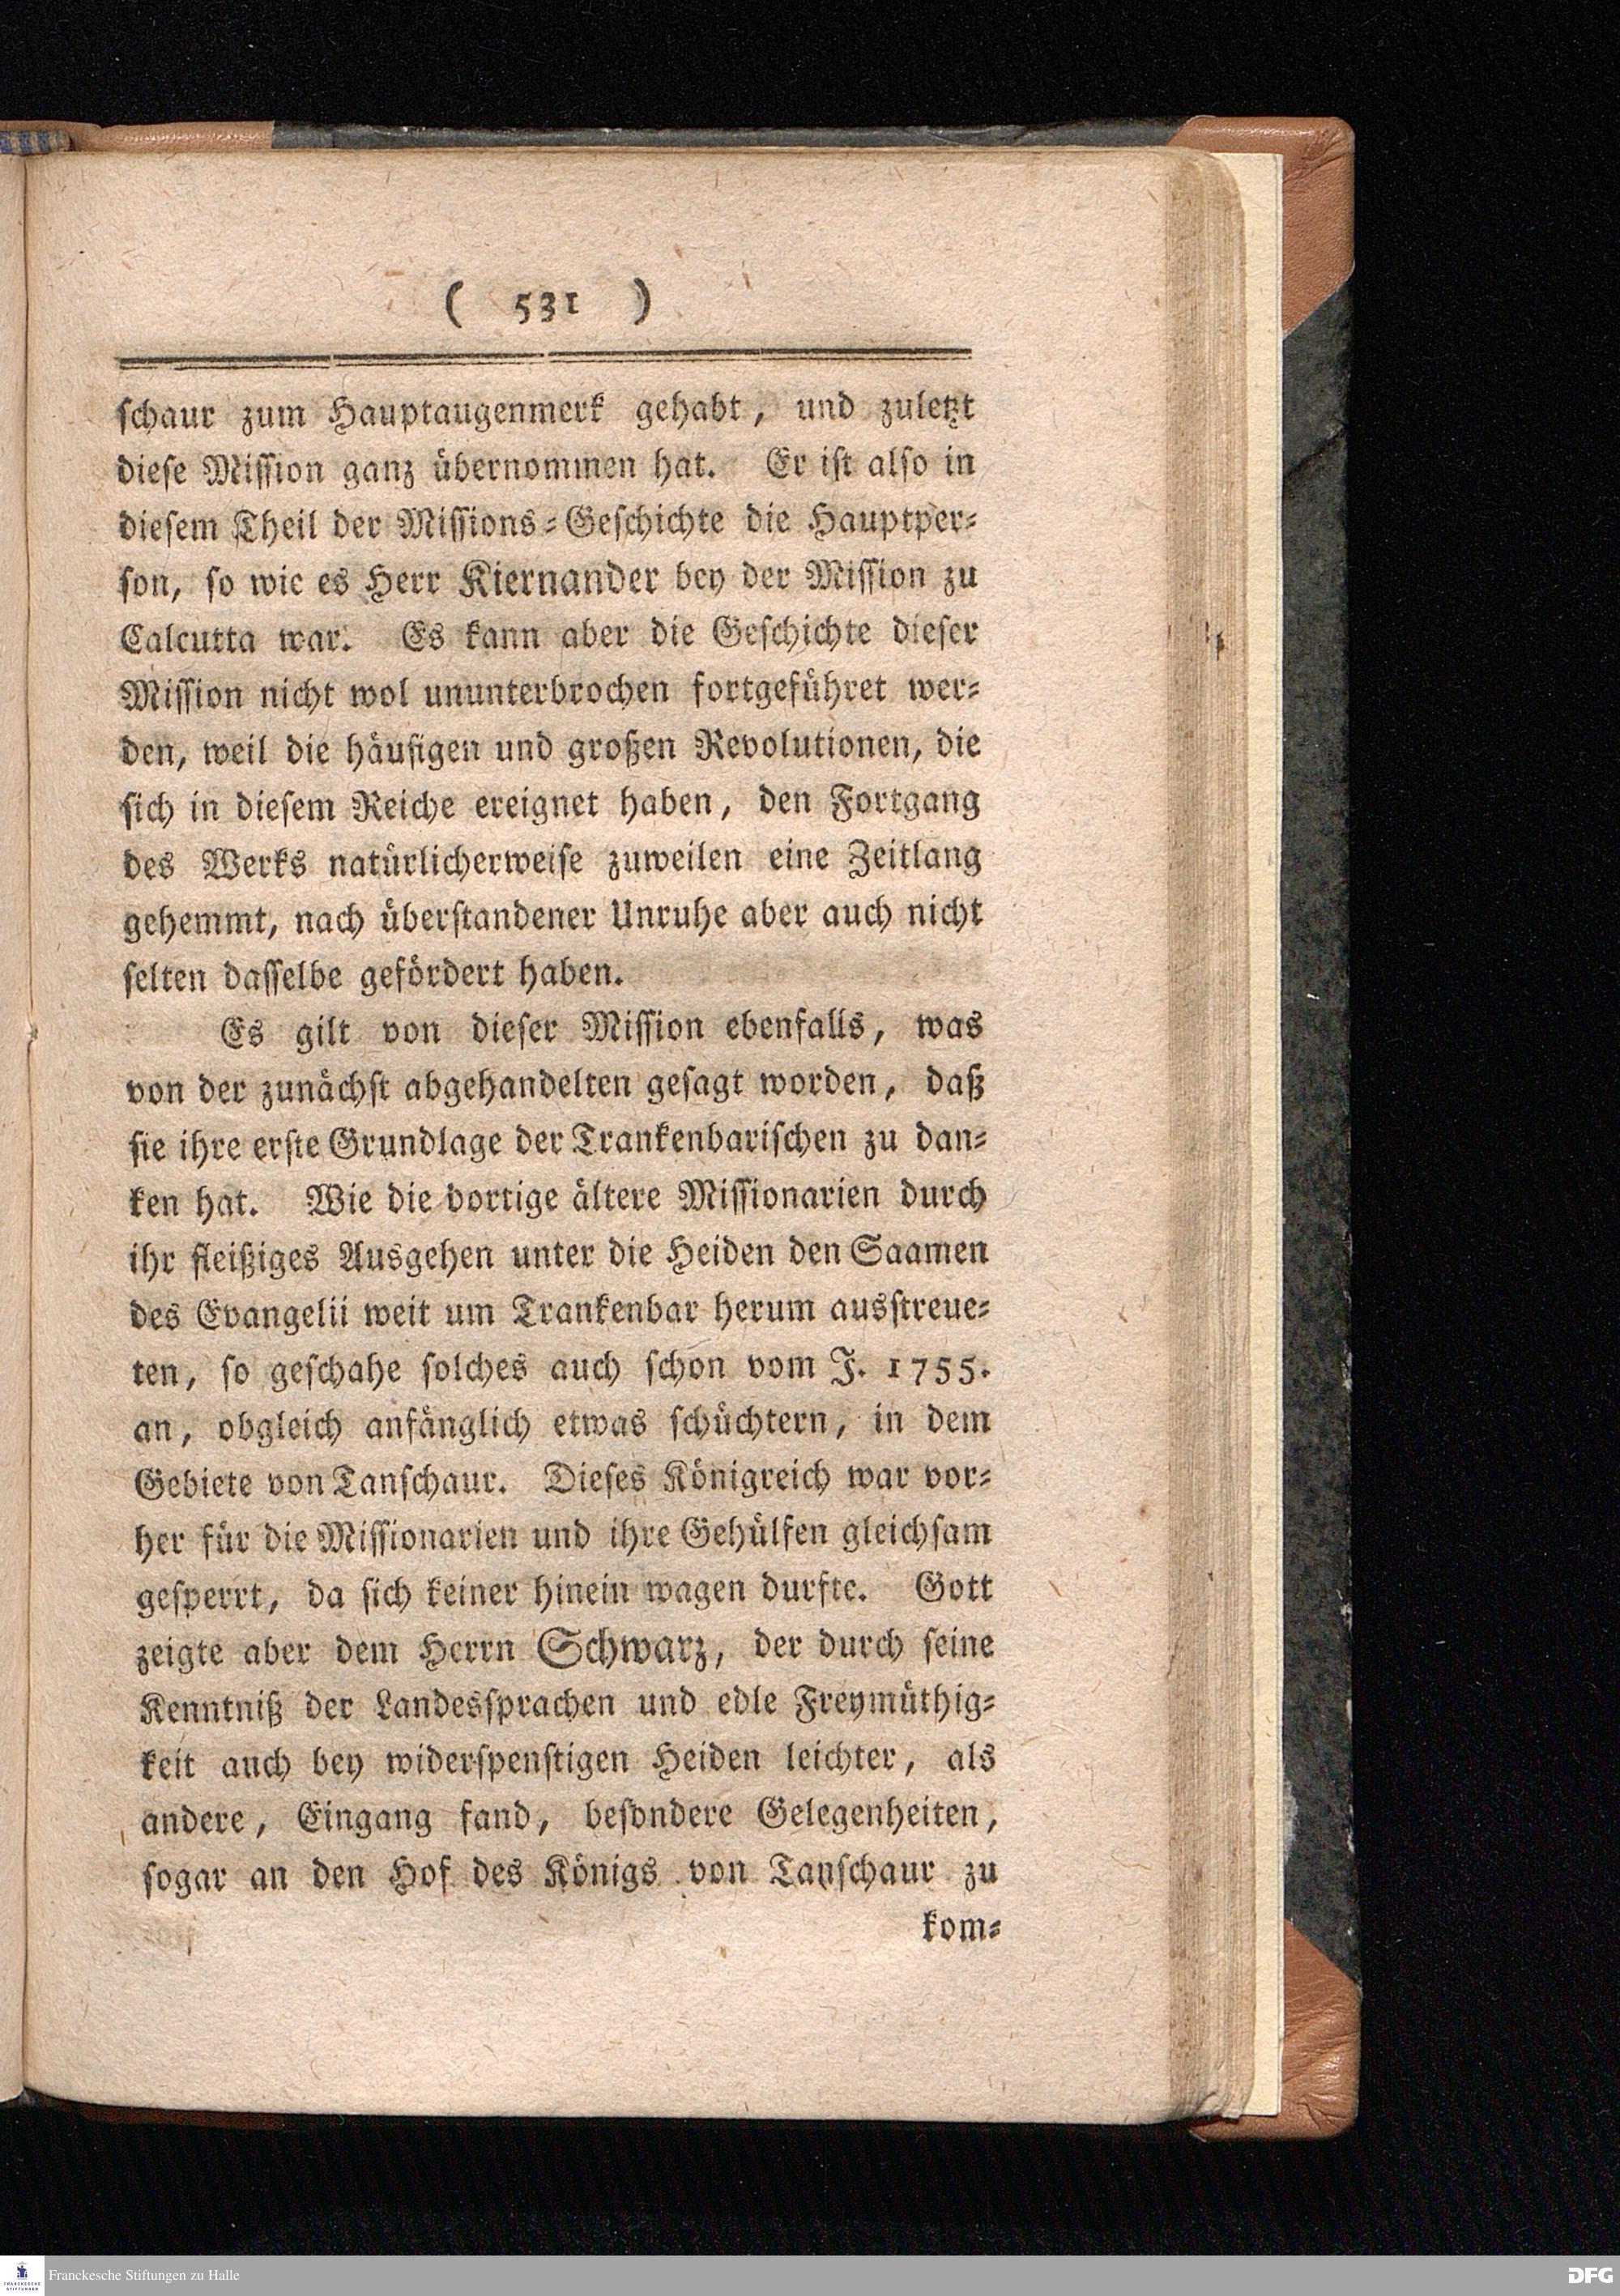 ( 531 )
schaur zum Hauptaugenmerk gehabt, und zuletzt
diese Mission ganz übernommen hat. Er ist also in
diesem Theil der Missions-Geschichte die Hauptper-
son, so wie es Herr Kiernander bey der Mission zu
Calcutta war. Es kann aber die Geschichte dieser
Mission nicht wol ununterbrochen fortgeführet wer-
den, weil die häufigen und großen Revolutionen, die
sich in diesem Reiche ereignet haben, den Fortgang
des Werks natürlicherweise zuweilen eine Zeitlang
gehemmt, nach überstandener Unruhe aber auch nicht
selten dasselbe gefördert haben.
Es gilt von dieser Mission ebenfalls, was
von der zunächst abgehandelten gesagt worden, daß
sie ihre erste Grundlage der Trankenbarischen zu dan-
ken hat. Wie die dortige ältere Missionarien durch
ihr fleißiges Ausgehen unter die Heiden den Saamen
des Evangelii weit um Trankenbar herum ausstreue-
ten, so geschahe solches auch schon vom J. 1755.
an, obgleich anfänglich etwas schüchtern, in dem
Gebiete von Tanschaur. Dieses Königreich war vor-
her für die Missionarien und ihre Gehülfen gleichsam
gesperrt, da sich keiner hinein wagen durfte. Gott
zeigte aber dem Herrn Schwarz, der durch seine
Kenntniß der Landessprachen und edle Freymüthig-
keit auch bey widerspenstigen Heiden leichter, als
andere, Eingang fand, besondere Gelegenheiten,
sogar an den Hof des Königs von Tanschaur zu
kom-
FRANCKESCHE STIFTUNGEN
Franckesche Stiftungen zu Halle
DFG